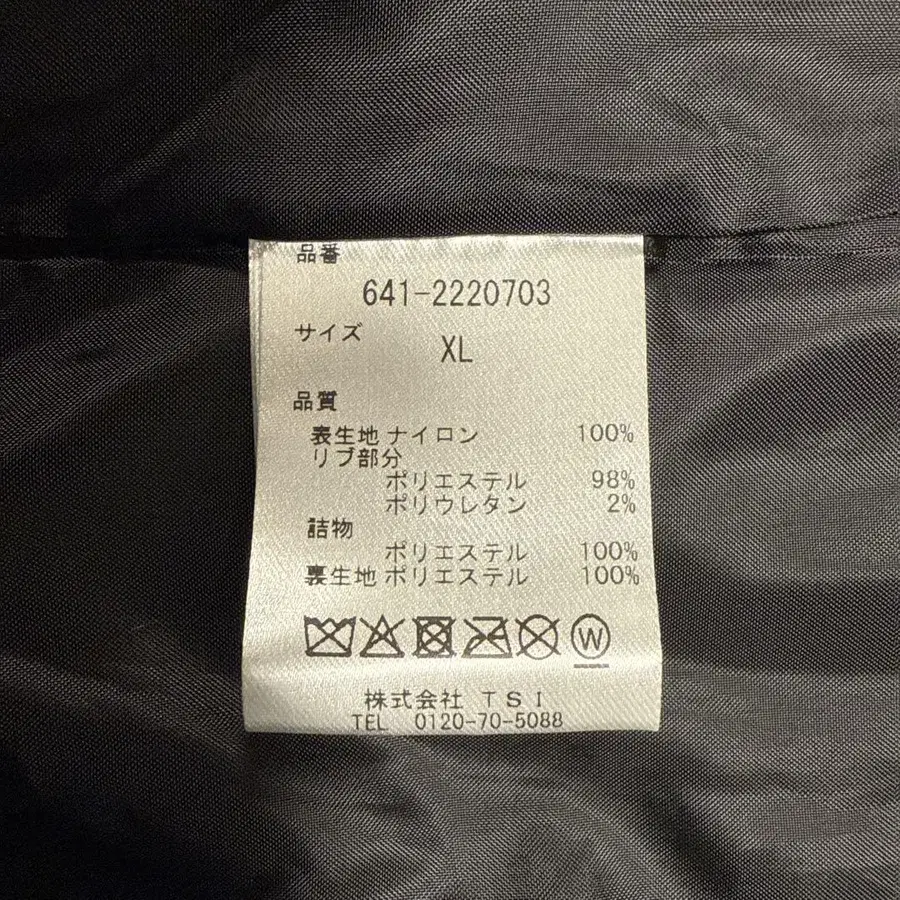 品番
641-2220703
サイズ
XL
品質
表生地 ナイロン 100%
リブ部分
ポリエステル 98%
ポリウレタン 2%
詰物
ポリエステル 100%
裏生地 ポリエステル 100%
W
株式会社 TSI
TEL 0120-70-5088